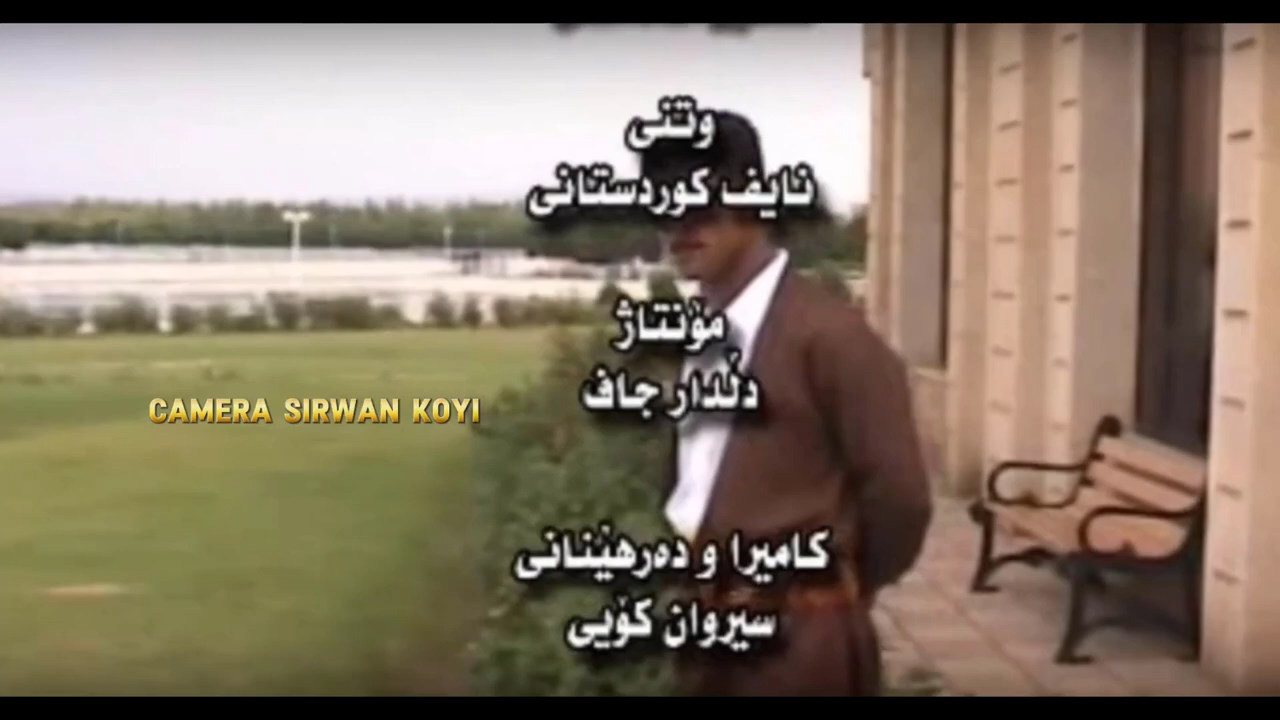 وتنی
نایف کوردستانی
مۆنتاژ
دڵدار جاف
CAMERA SIRWAN KOYI
کامیرا و دەرهێنانی
سیروان کۆیی